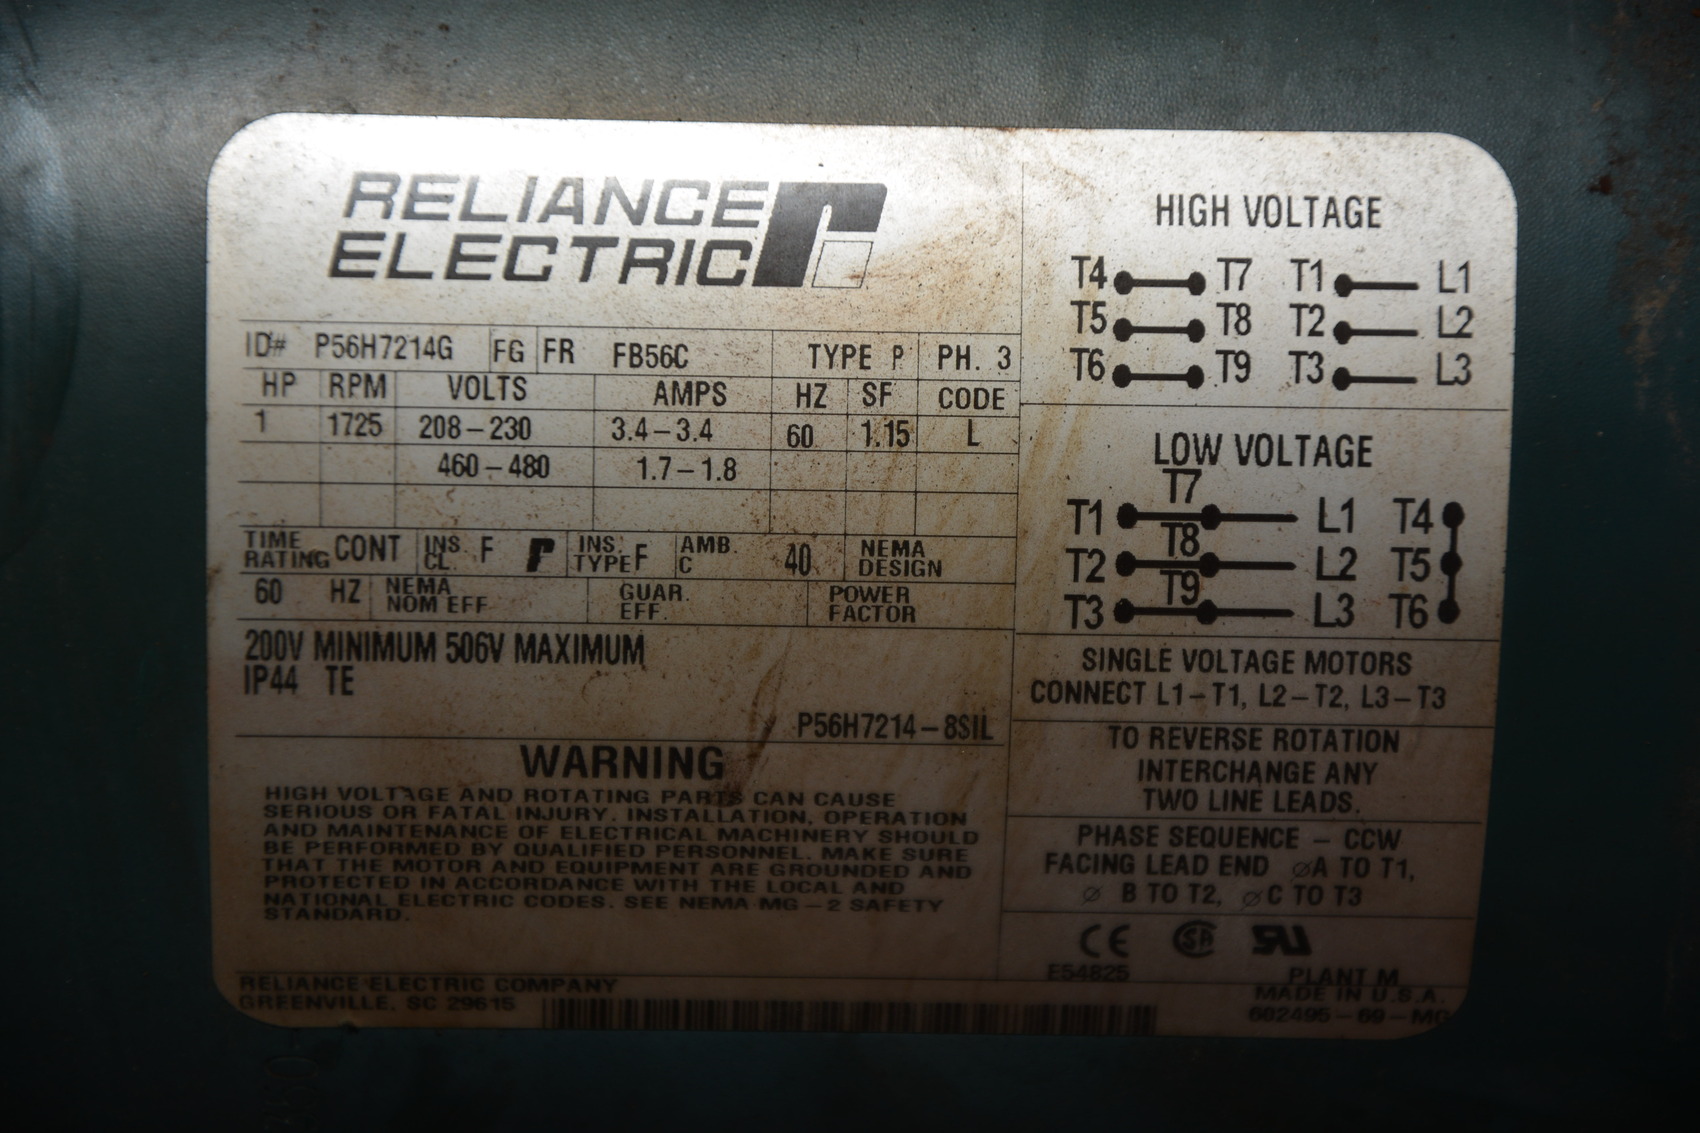 RELIANCE
ELECTRIC
ID# P56H7214G FG FR FB56C TYPE P PH. 3
HP RPM VOLTS AMPS HZ SF CODE
1 1725 208-230 3.4-3.4 60 1.15 L
460-480 1.7-1.8
TIME RATING CONT INS. CL. F INS. TYPE F AMB. C 40 NEMA DESIGN
60 HZ NEMA NOM EFF GUAR. EFF. POWER FACTOR
200V MINIMUM 506V MAXIMUM
IP44 TE
P56H7214-8SIL
WARNING
HIGH VOLTAGE AND ROTATING PARTS CAN CAUSE
SERIOUS OR FATAL INJURY. INSTALLATION, OPERATION
AND MAINTENANCE OF ELECTRICAL MACHINERY SHOULD
BE PERFORMED BY QUALIFIED PERSONNEL. MAKE SURE
THAT THE MOTOR AND EQUIPMENT ARE GROUNDED AND
PROTECTED IN ACCORDANCE WITH THE LOCAL AND
NATIONAL ELECTRIC CODES. SEE NEMA MG-2 SAFETY
STANDARD.
RELIANCE ELECTRIC COMPANY
GREENVILLE, SC 29615
HIGH VOLTAGE
T4 T7 T1 L1
T5 T8 T2 L2
T6 T9 T3 L3
LOW VOLTAGE
T7
T1 L1 T4
T8
T2 L2 T5
T9
T3 L3 T6
SINGLE VOLTAGE MOTORS
CONNECT L1-T1, L2-T2, L3-T3
TO REVERSE ROTATION
INTERCHANGE ANY
TWO LINE LEADS.
PHASE SEQUENCE - CCW
FACING LEAD END ØA TO T1,
Ø B TO T2, ØC TO T3
CE SA UR
E54825
PLANT M
MADE IN U.S.A.
602495-69-MG